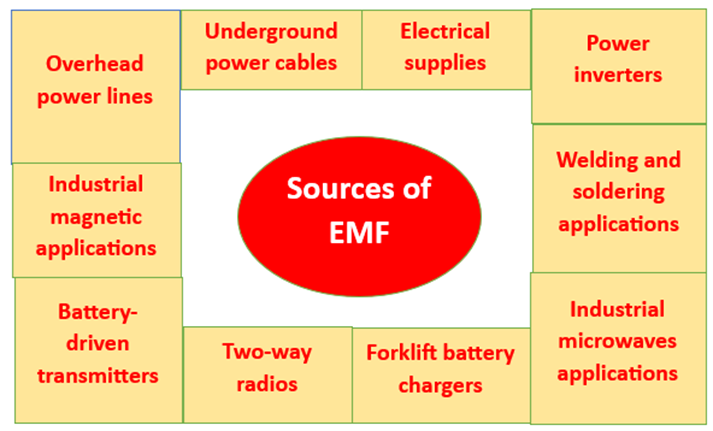 Overhead
power lines
Underground
power cables
Electrical
supplies
Power
inverters
Industrial
magnetic
applications
Sources of
EMF
Welding and
soldering
applications
Battery-
driven
transmitters
Two-way
radios
Forklift battery
chargers
Industrial
microwaves
applications